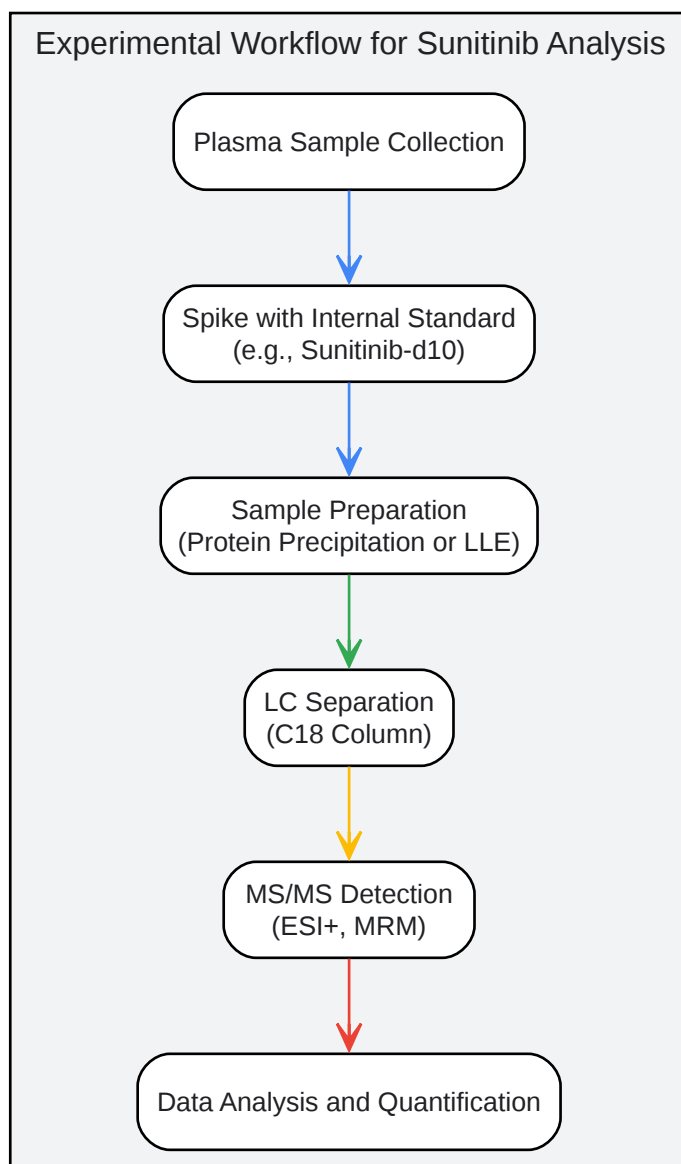 Experimental Workflow for Sunitinib Analysis
Plasma Sample Collection
Spike with Internal Standard
(e.g., Sunitinib-d10)
Sample Preparation
(Protein Precipitation or LLE)
LC Separation
(C18 Column)
MS/MS Detection
(ESI+, MRM)
Data Analysis and Quantification